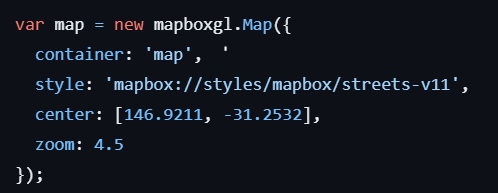 var map = new mapboxgl.Map({
  container: 'map',  '
  style: 'mapbox://styles/mapbox/streets-v11',
  center: [146.9211, -31.2532],
  zoom: 4.5
});